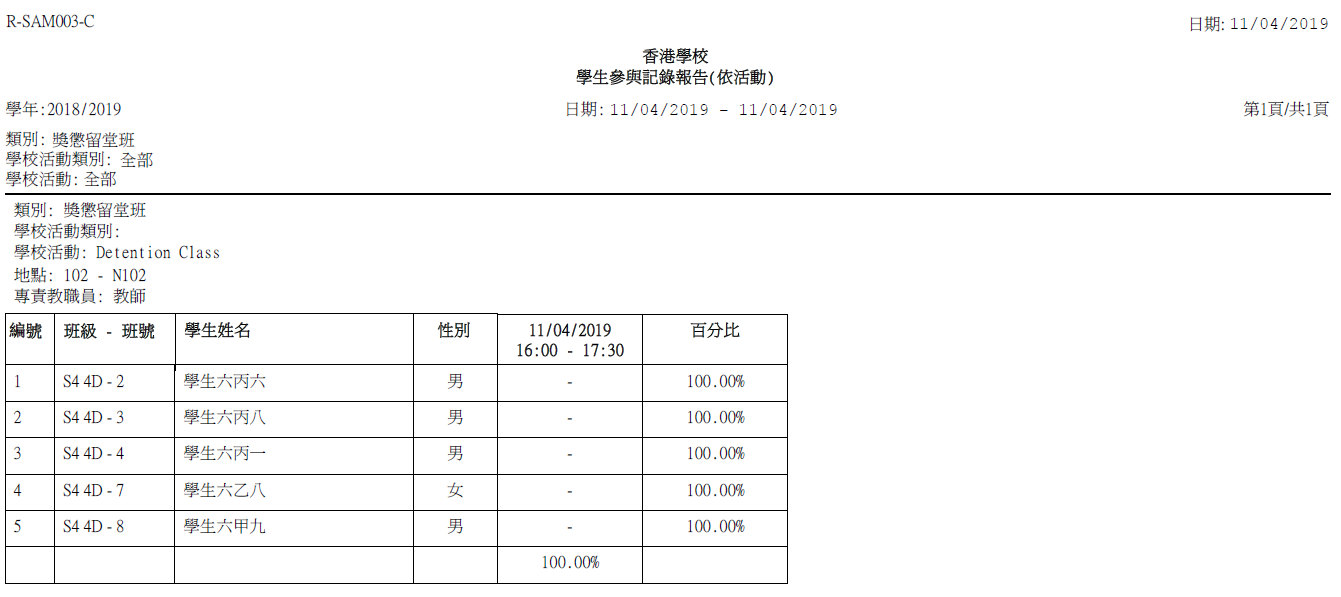 R-SAM003-C 日期: 11/04/2019
香港學校
學生參與記錄報告(依活動)
學年:2018/2019 日期: 11/04/2019 - 11/04/2019 第1頁/共1頁
類別: 獎懲留堂班
學校活動類別: 全部
學校活動: 全部
類別: 獎懲留堂班
學校活動類別:
學校活動: Detention Class
地點: 102 - N102
專責教職員: 教師
編號 班級 - 班號 學生姓名 性別 11/04/2019 百分比
16:00 - 17:30
1 S4 4D - 2 學生六丙六 男 - 100.00%
2 S4 4D - 3 學生六丙八 男 - 100.00%
3 S4 4D - 4 學生六丙一 男 - 100.00%
4 S4 4D - 7 學生六乙八 女 - 100.00%
5 S4 4D - 8 學生六甲九 男 - 100.00%
100.00%